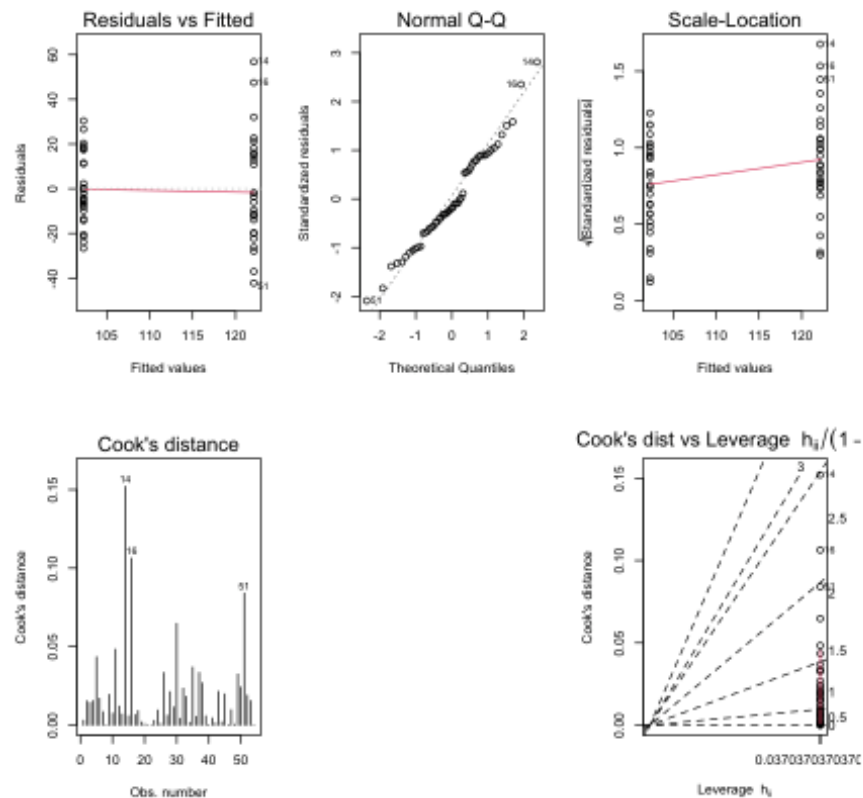 Residuals vs Fitted
Residuals
60
40
20
0
-20
-40
14
16
51
105 110 115 120
Fitted values
Normal Q-Q
Standardized residuals
3
2
1
0
-1
-2
14
16
51
-2 -1 0 1 2
Theoretical Quantiles
Scale-Location
√|Standardized residuals|
1.5
1.0
0.5
0.0
14
16
51
105 110 115 120
Fitted values
Cook's distance
Cook's distance
0.15
0.10
0.05
0.00
14
16
51
0 10 20 30 40 50
Obs. number
Cook's dist vs Leverage hii/(1 -
Cook's distance
0.15
0.10
0.05
0.00
3
14
2.5
16
51
2
1.5
1
0.5
0
0.0370370370370
Leverage hii